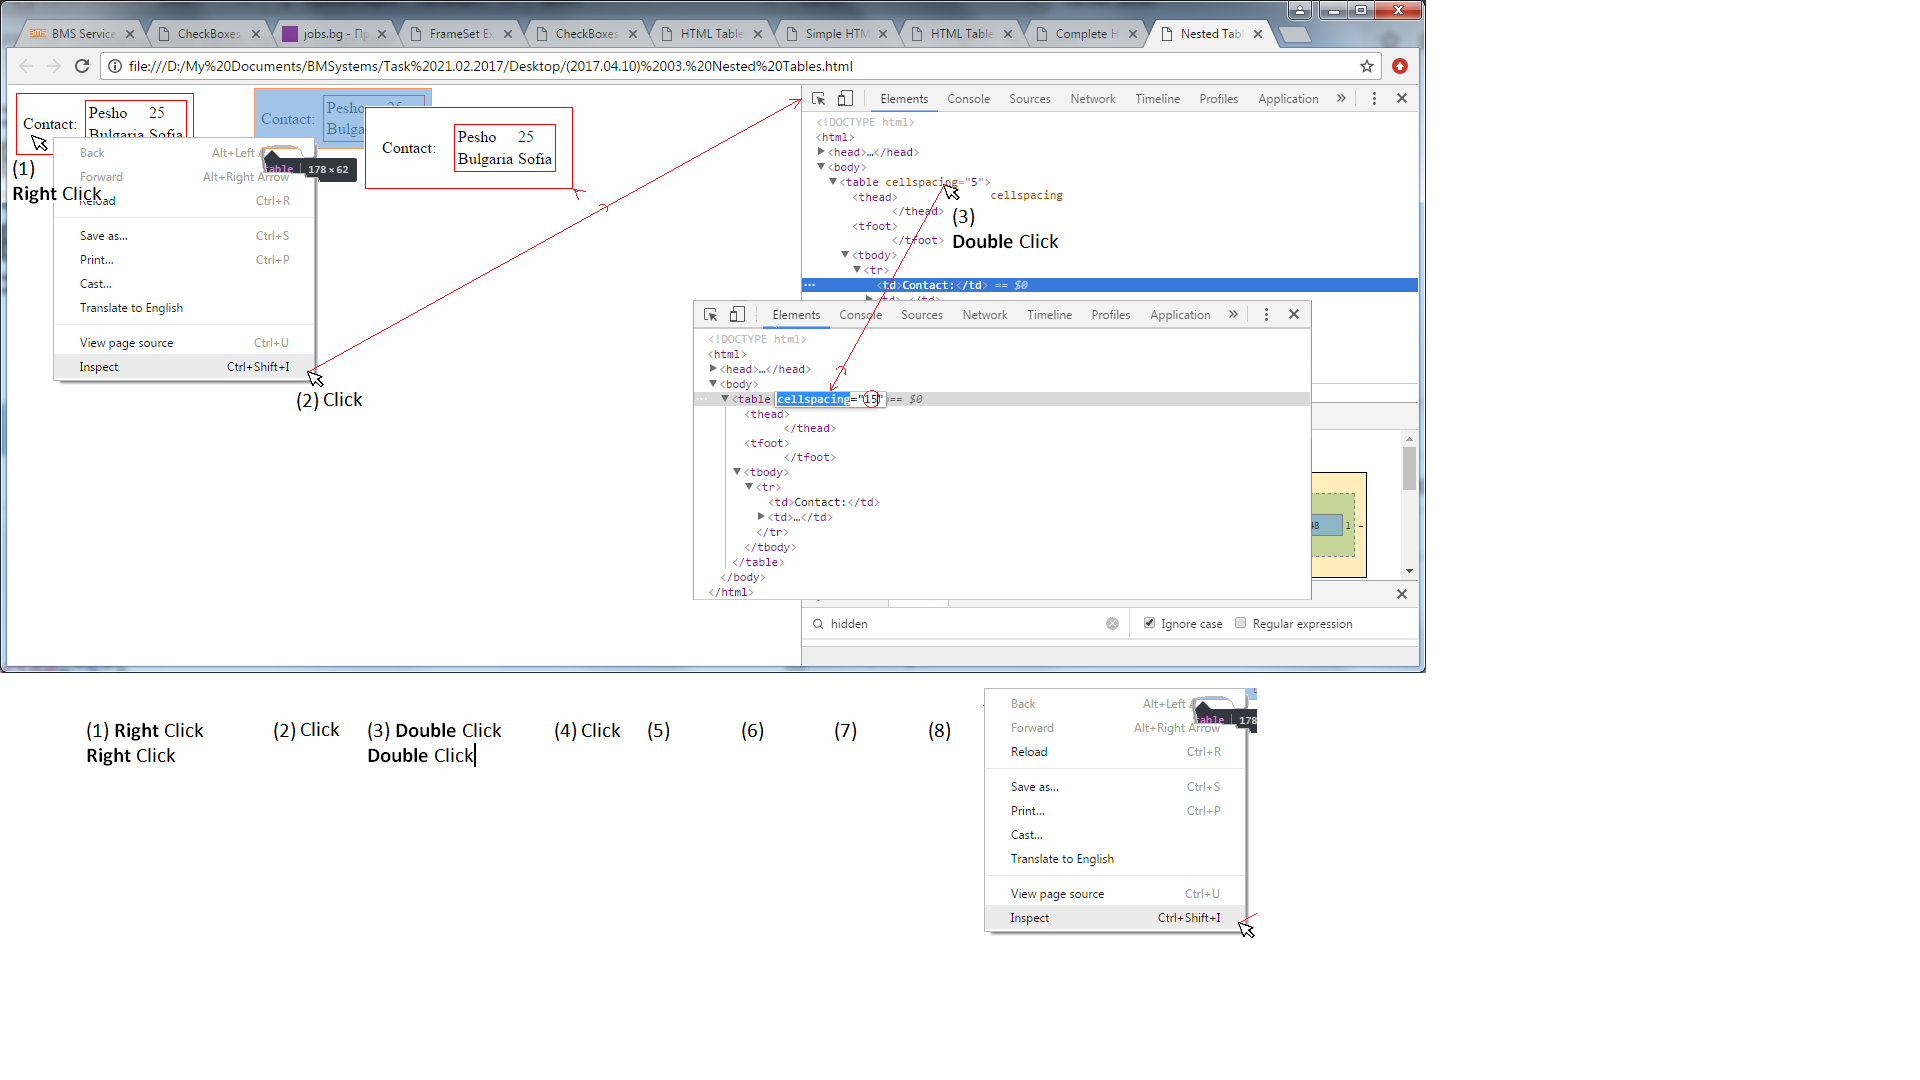 BMS Service
CheckBoxes
jobs.bg - Пр
FrameSet Ex
CheckBoxes
HTML Table
Simple HTM
HTML Table
Complete H
Nested Tabl
file:///D:/My%20Documents/BMSystems/Task%2021.02.2017/Desktop/(2017.04.10)%2003.%20Nested%20Tables.html
Contact:
Pesho 25
Bulgaria Sofia
Contact:
Pesho 25
Bulga
Contact:
Pesho 25
Bulgaria Sofia
(1)
Right Click
Back Alt+Left A
Forward Alt+Right Arrow
Reload Ctrl+R
Save as... Ctrl+S
Print... Ctrl+P
Cast...
Translate to English
View page source Ctrl+U
Inspect Ctrl+Shift+I
table 178 × 62
(2) Click
Elements Console Sources Network Timeline Profiles Application »
<!DOCTYPE html>
<html>
<head>…</head>
<body>
<table cellspacing="5">
<thead>
cellspacing
</thead>
<tfoot>
</tfoot>
<tbody>
<tr>
<td>Contact:</td> == $0
<td>…</td>
(3)
Double Click
Elements Console Sources Network Timeline Profiles Application »
<!DOCTYPE html>
<html>
<head>…</head>
<body>
<table cellspacing="15" == $0
<thead>
</thead>
<tfoot>
</tfoot>
<tbody>
<tr>
<td>Contact:</td>
<td>…</td>
</tr>
</tbody>
</table>
</body>
</html>
48 1 –
hidden
Ignore case
Regular expression
(1) Right Click
Right Click
(2) Click
(3) Double Click
Double Click
(4) Click
(5)
(6)
(7)
(8)
Back Alt+Left A
Forward Alt+Right Arrow
Reload Ctrl+R
Save as... Ctrl+S
Print... Ctrl+P
Cast...
Translate to English
View page source Ctrl+U
Inspect Ctrl+Shift+I
table 178